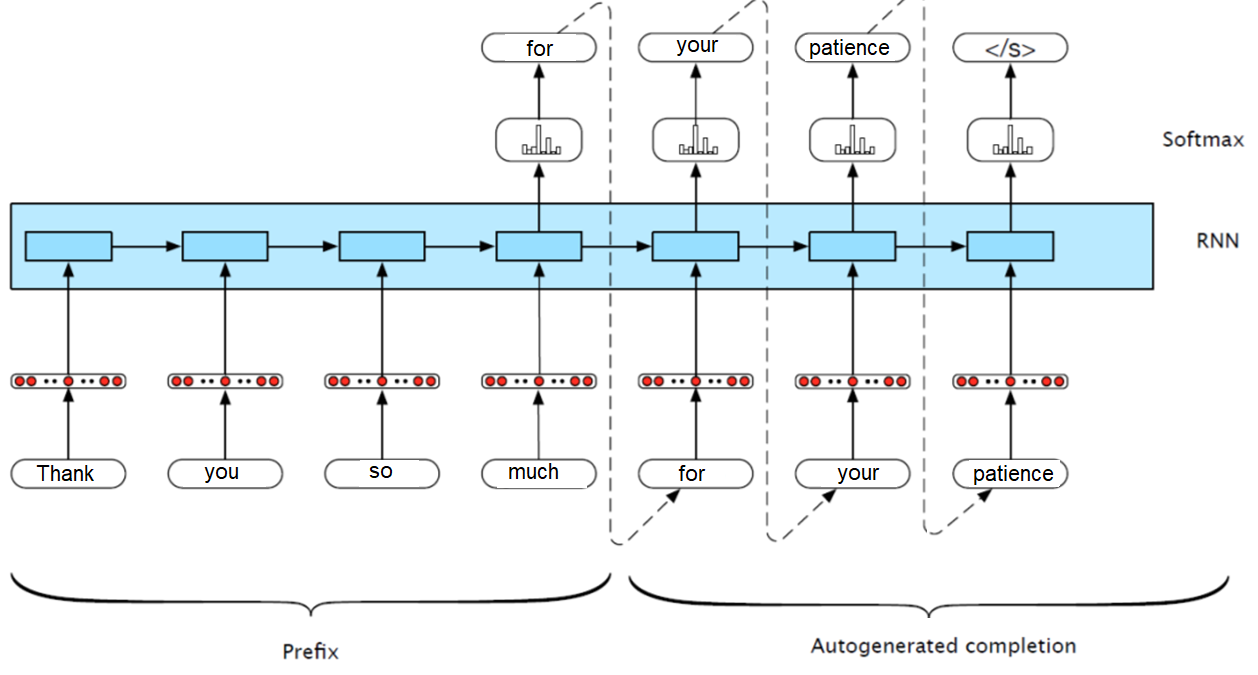 for your patience </s>
Softmax
RNN
Thank you so much for your patience
Prefix Autogenerated completion